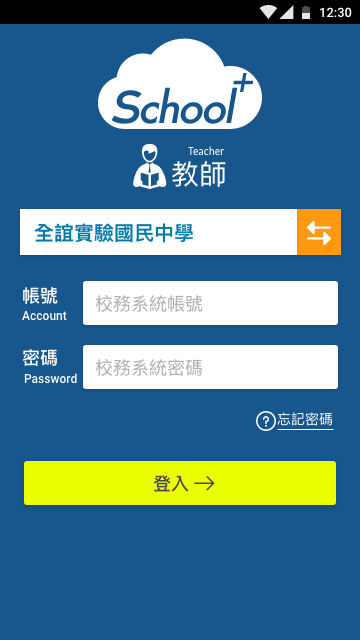 12:30
School+
Teacher
教師
全誼實驗國民中學
帳號
Account
校務系統帳號
密碼
Password
校務系統密碼
?忘記密碼
登入 →